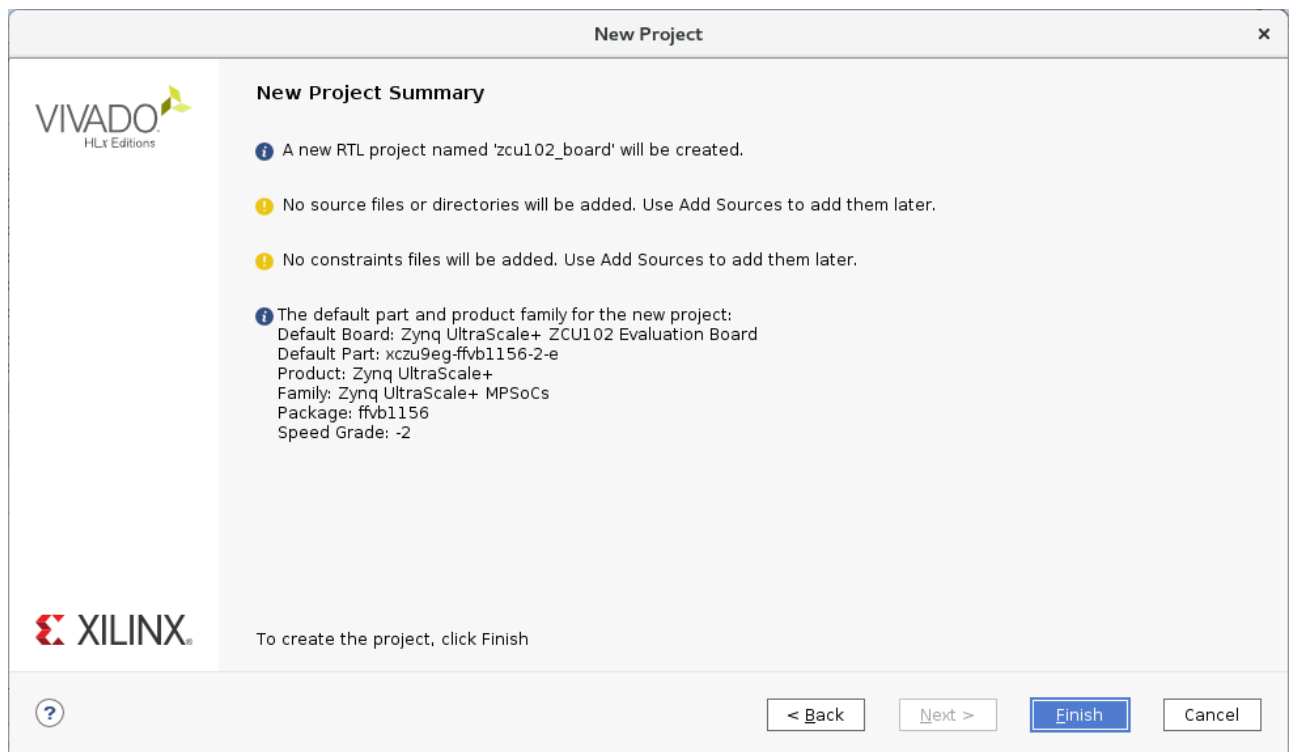 New Project
×
VIVADO.
HLx Editions
New Project Summary
A new RTL project named 'zcu102_board' will be created.
No source files or directories will be added. Use Add Sources to add them later.
No constraints files will be added. Use Add Sources to add them later.
The default part and product family for the new project:
Default Board: Zynq UltraScale+ ZCU102 Evaluation Board
Default Part: xczu9eg-ffvb1156-2-e
Product: Zynq UltraScale+
Family: Zynq UltraScale+ MPSoCs
Package: ffvb1156
Speed Grade: -2
XILINX®
To create the project, click Finish
?
< Back
Next >
Finish
Cancel